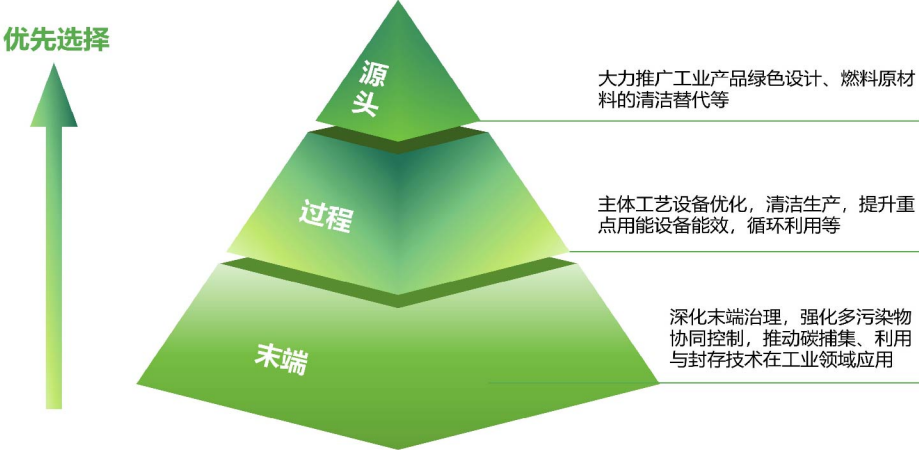 优先选择
源
头
大力推广工业产品绿色设计、燃料原材
料的清洁替代等
过程
主体工艺设备优化，清洁生产，提升重
点用能设备能效，循环利用等
末端
深化末端治理，强化多污染物
协同控制，推动碳捕集、利用
与封存技术在工业领域应用